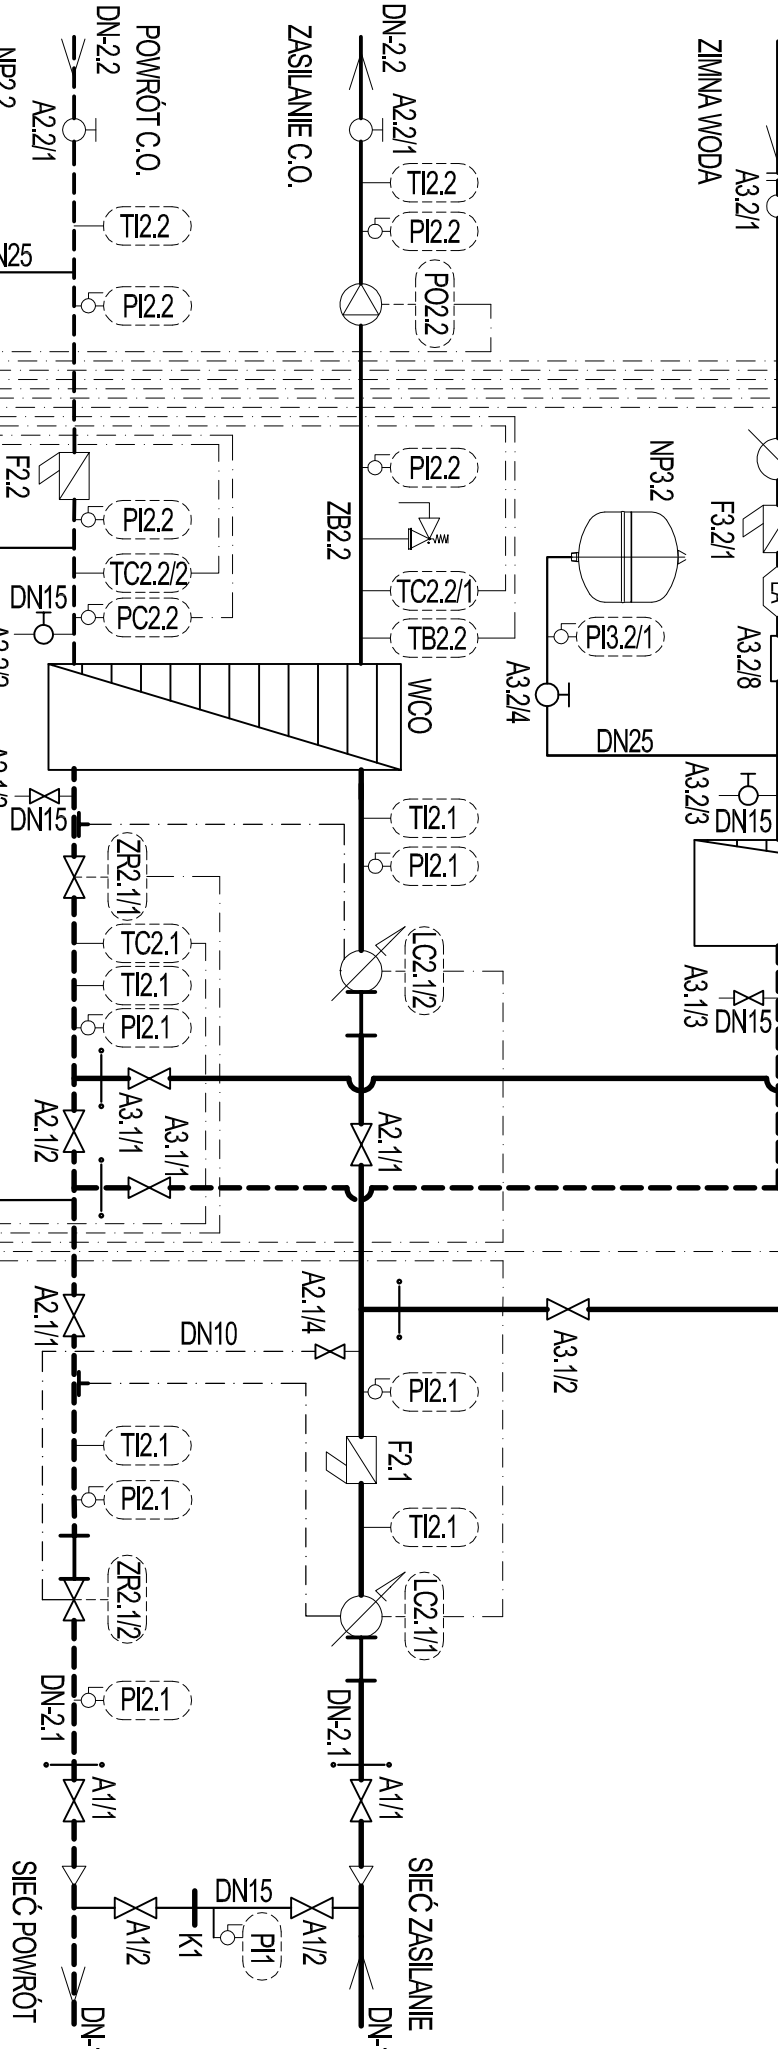 DN-2.2
POWRÓT C.O.
A2.2/1
NP2.2
TI2.2
PI2.2
F2.2
PI2.2
TC2.2/2
DN15
PC2.2
DN-2.2
ZASILANIE C.O.
A2.2/1
TI2.2
PI2.2
PO2.2
PI2.2
ZB2.2
TC2.2/1
TB2.2
WCO
ZIMNA WODA
A3.2/1
NP3.2
F3.2/1
PI3.2/1
A3.2/8
A3.2/4
DN25
A3.2/3
DN15
A3.1/3
DN15
DN15
ZR2.1/1
TC2.1
TI2.1
PI2.1
TI2.1
PI2.1
LC2.1/2
A2.1/2
A3.1/1
A3.1/1
A2.1/1
A2.1/1
DN10
A2.1/4
A3.1/2
PI2.1
F2.1
TI2.1
LC2.1/1
TI2.1
PI2.1
ZR2.1/2
PI2.1
DN-2.1
A1/1
DN-2.1
A1/1
SIEĆ POWRÓT
A1/2
K1
DN15
PI1
A1/2
SIEĆ ZASILANIE